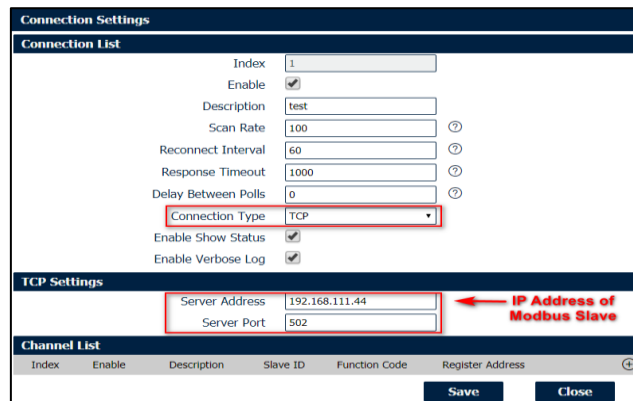 Connection Settings
Connection List
Index 1
Enable
Description test
Scan Rate 100 ?
Reconnect Interval 60 ?
Response Timeout 1000 ?
Delay Between Polls 0 ?
Connection Type TCP
Enable Show Status
Enable Verbose Log
TCP Settings
Server Address 192.168.111.44 IP Address of
Server Port 502 Modbus Slave
Channel List
Index Enable Description Slave ID Function Code Register Address
Save Close